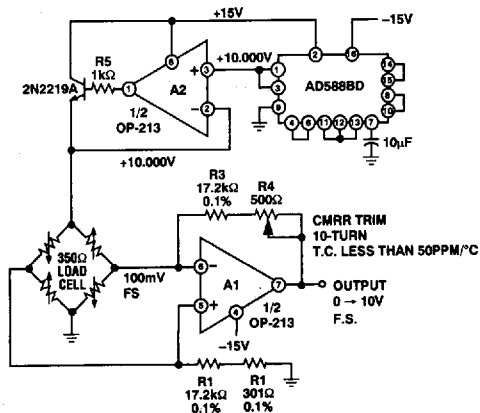 +15V
−15V
R5
1kΩ
8
2
16
2N2219A
1
A2
+
3
−
2
+10.000V
1
3
9
AD588BD
14
15
8
10
4
6
11
12
13
7
1/2
OP-213
10µF
+10.000V
R3
17.2kΩ
0.1%
R4
500Ω
CMRR TRIM
10-TURN
T.C. LESS THAN 50PPM/°C
350Ω
LOAD
CELL
100mV
FS
6
−
A1
7
5
+
4
1/2
OP-213
−15V
OUTPUT
0 → 10V
F.S.
R1
17.2kΩ
0.1%
R1
301Ω
0.1%